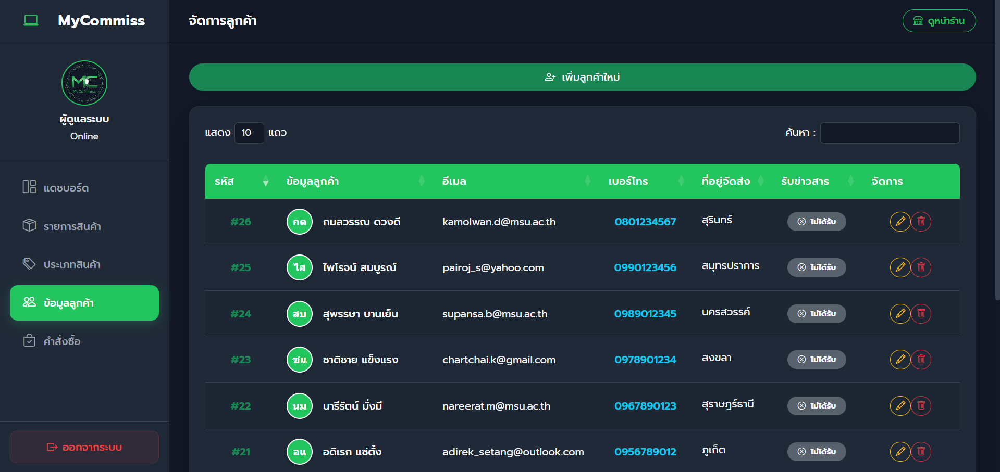 MyCommiss
จัดการลูกค้า
ดูหน้าร้าน
MC
MyCommiss
ผู้ดูแลระบบ
Online
แดชบอร์ด
รายการสินค้า
ประเภทสินค้า
ข้อมูลลูกค้า
คำสั่งซื้อ
ออกจากระบบ
เพิ่มลูกค้าใหม่
แสดง 10 แถว
ค้นหา :
รหัส ข้อมูลลูกค้า อีเมล เบอร์โทร ที่อยู่จัดส่ง รับข่าวสาร จัดการ
#26 กด กมลวรรณ ดวงดี kamolwan.d@msu.ac.th 0801234567 สุรินทร์ ไม่ได้รับ
#25 ไส ไพโรจน์ สมบูรณ์ pairoj_s@yahoo.com 0990123456 สมุทรปราการ ไม่ได้รับ
#24 สบ สุพรรษา บานเย็น supansa.b@msu.ac.th 0989012345 นครสวรรค์ ไม่ได้รับ
#23 ชแ ชาติชาย แข็งแรง chartchai.k@gmail.com 0978901234 สงขลา ไม่ได้รับ
#22 นม นารีรัตน์ มั่งมี nareerat.m@msu.ac.th 0967890123 สุราษฎร์ธานี ไม่ได้รับ
#21 อแ อดิเรก แซ่ตั้ง adirek_setang@outlook.com 0956789012 ภูเก็ต ไม่ได้รับ